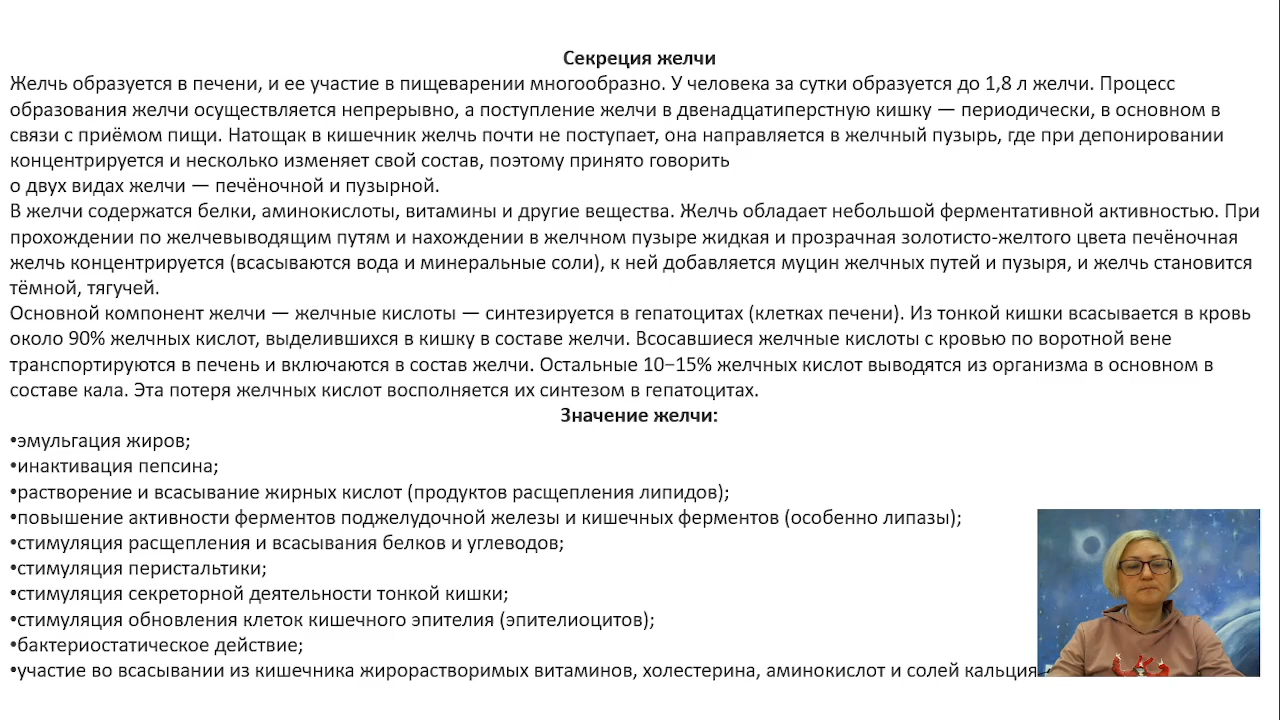 Секреция желчи
Желчь образуется в печени, и ее участие в пищеварении многообразно. У человека за сутки образуется до 1,8 л желчи. Процесс
образования желчи осуществляется непрерывно, а поступление желчи в двенадцатиперстную кишку — периодически, в основном в
связи с приёмом пищи. Натощак в кишечник желчь почти не поступает, она направляется в желчный пузырь, где при депонировании
концентрируется и несколько изменяет свой состав, поэтому принято говорить
о двух видах желчи — печёночной и пузырной.
В желчи содержатся белки, аминокислоты, витамины и другие вещества. Желчь обладает небольшой ферментативной активностью. При
прохождении по желчевыводящим путям и нахождении в желчном пузыре жидкая и прозрачная золотисто-желтого цвета печёночная
желчь концентрируется (всасываются вода и минеральные соли), к ней добавляется муцин желчных путей и пузыря, и желчь становится
тёмной, тягучей.
Основной компонент желчи — желчные кислоты — синтезируется в гепатоцитах (клетках печени). Из тонкой кишки всасывается в кровь
около 90% желчных кислот, выделившихся в кишку в составе желчи. Всосавшиеся желчные кислоты с кровью по воротной вене
транспортируются в печень и включаются в состав желчи. Остальные 10–15% желчных кислот выводятся из организма в основном в
составе кала. Эта потеря желчных кислот восполняется их синтезом в гепатоцитах.
Значение желчи:
•эмульгация жиров;
•инактивация пепсина;
•растворение и всасывание жирных кислот (продуктов расщепления липидов);
•повышение активности ферментов поджелудочной железы и кишечных ферментов (особенно липазы);
•стимуляция расщепления и всасывания белков и углеводов;
•стимуляция перистальтики;
•стимуляция секреторной деятельности тонкой кишки;
•стимуляция обновления клеток кишечного эпителия (эпителиоцитов);
•бактериостатическое действие;
•участие во всасывании из кишечника жирорастворимых витаминов, холестерина, аминокислот и солей кальция